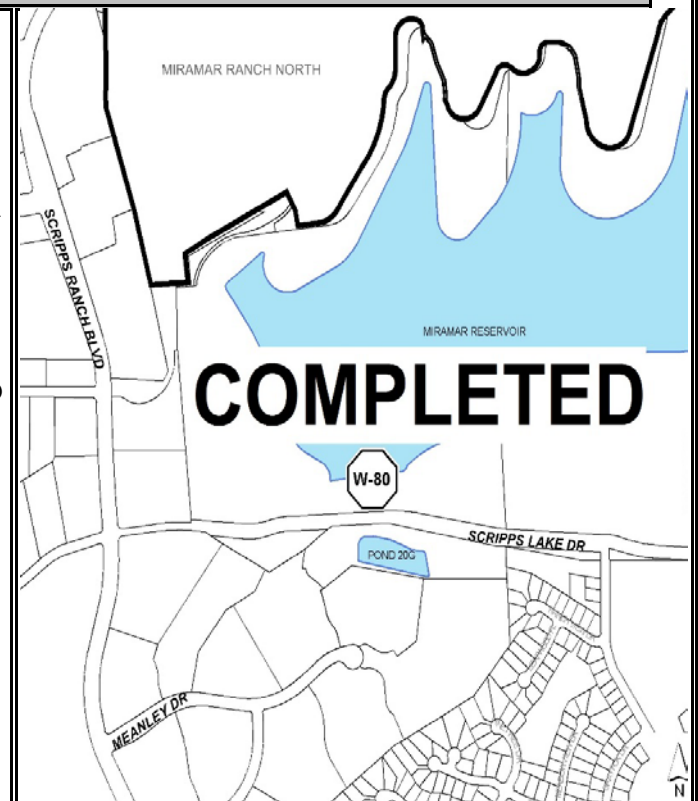 MIRAMAR RANCH NORTH
SCRIPPS RANCH BLVD
MIRAMAR RESERVOIR
COMPLETED
W-80
SCRIPPS LAKE DR
POND 20G
MEANLEY DR
N